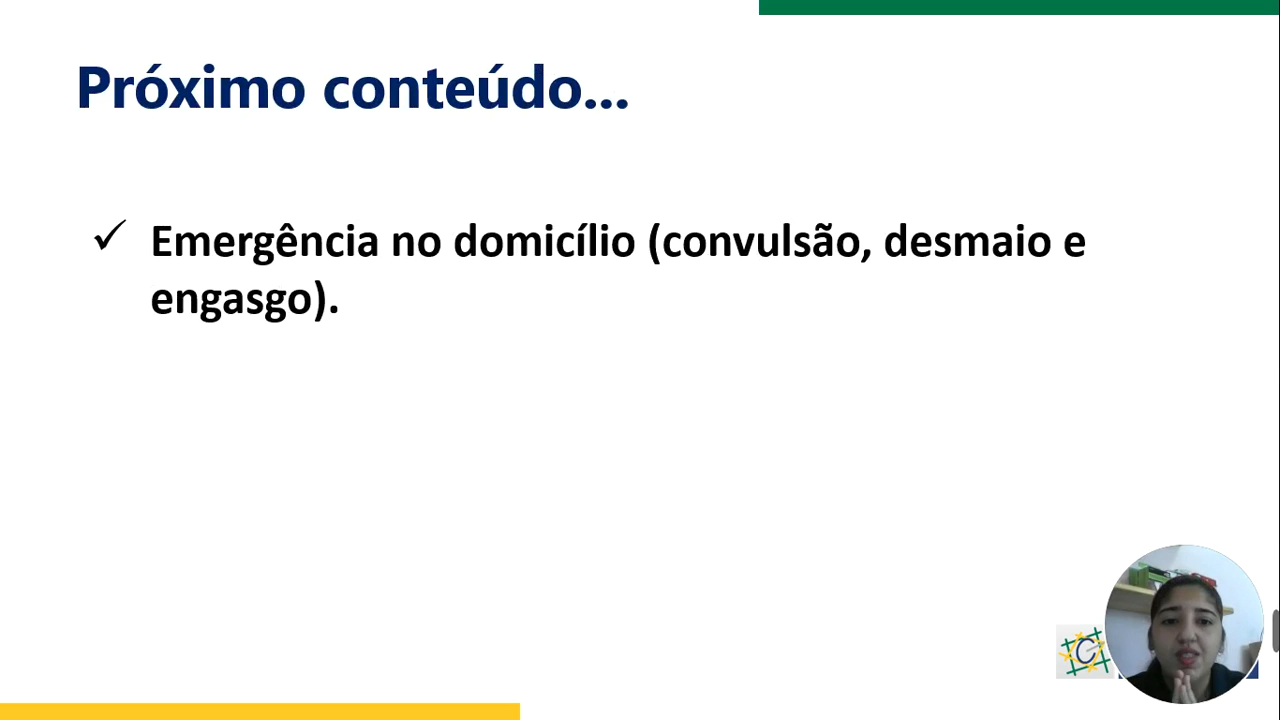 Próximo conteúdo...
✓ Emergência no domicílio (convulsão, desmaio e
engasgo).